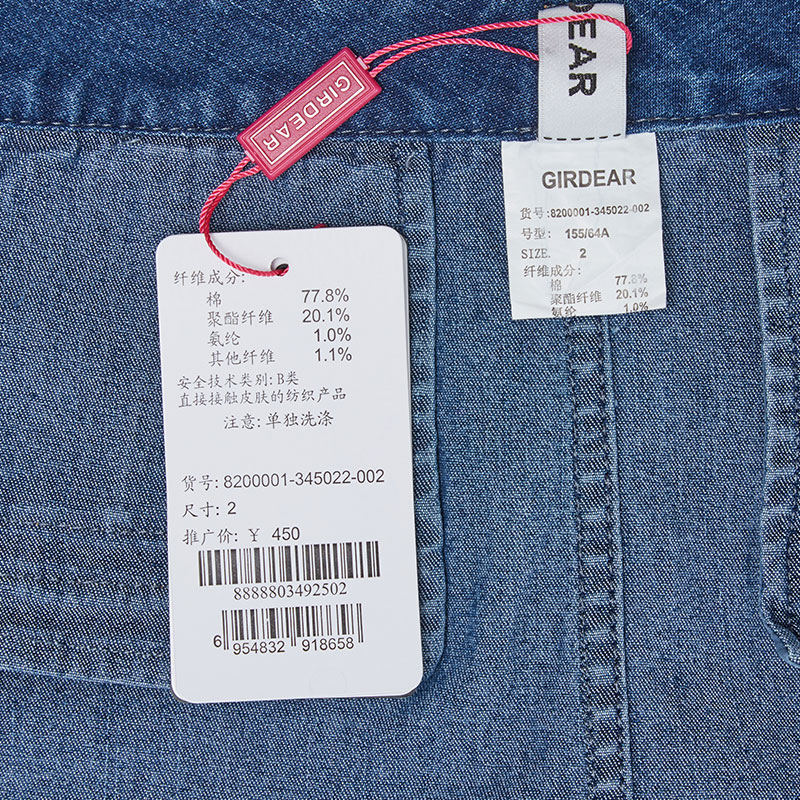 GIRDEAR
DEAR
GIRDEAR
货号:8200001-345022-002
号型: 155/64A
SIZE. 2
纤维成分:
棉 77.8%
聚酯纤维 20.1%
氨纶 1.0%
纤维成分:
棉 77.8%
聚酯纤维 20.1%
氨纶 1.0%
其他纤维 1.1%
安全技术类别:B类
直接接触皮肤的纺织产品
注意:单独洗涤
货号:8200001-345022-002
尺寸:2
推广价:￥ 450
8888803492502
6 954832 918658